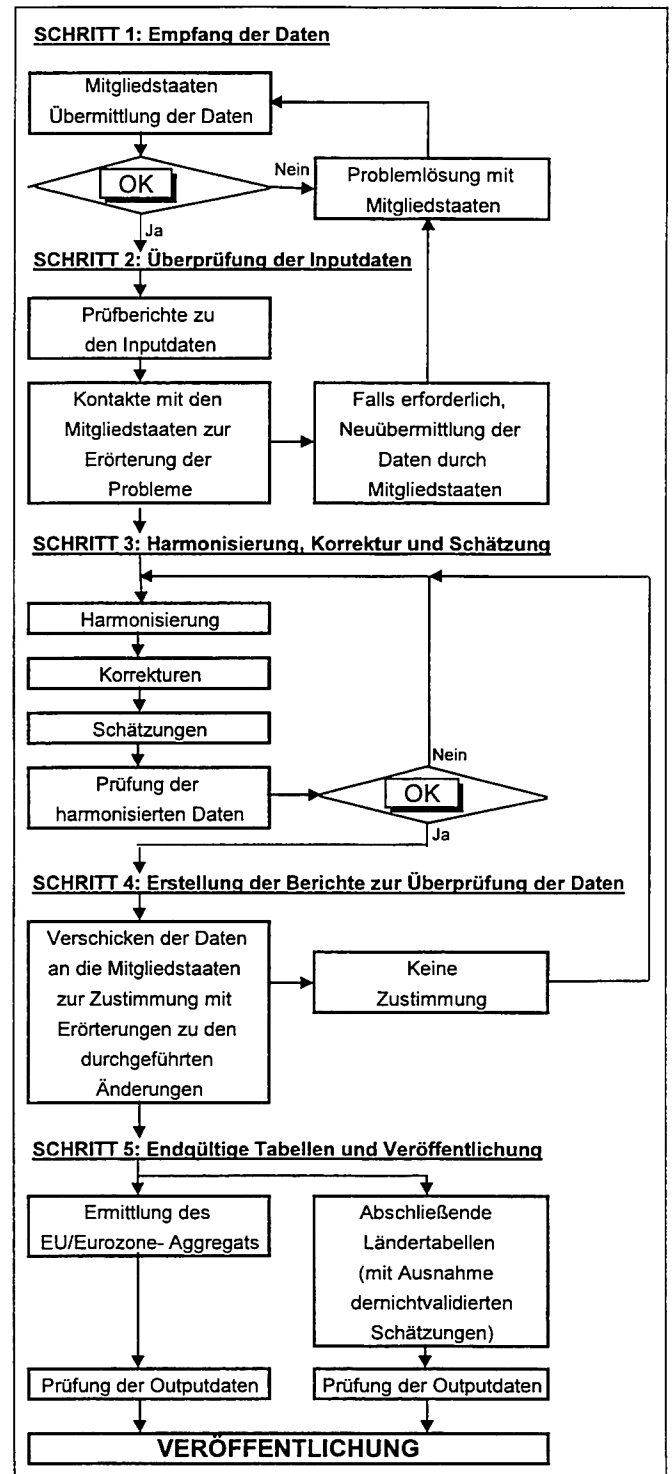 SCHRITT 1: Empfang der Daten
Mitgliedstaaten
Übermittlung der Daten
OK
Nein
Problemlösung mit
Mitgliedstaaten
Ja
SCHRITT 2: Überprüfung der Inputdaten
Prüfberichte zu
den Inputdaten
Kontakte mit den
Mitgliedstaaten zur
Erörterung der
Probleme
Falls erforderlich,
Neuübermittlung der
Daten durch
Mitgliedstaaten
SCHRITT 3: Harmonisierung, Korrektur und Schätzung
Harmonisierung
Korrekturen
Schätzungen
Prüfung der
harmonisierten Daten
Nein
OK
Ja
SCHRITT 4: Erstellung der Berichte zur Überprüfung der Daten
Verschicken der Daten
an die Mitgliedstaaten
zur Zustimmung mit
Erörterungen zu den
durchgeführten
Änderungen
Keine
Zustimmung
SCHRITT 5: Endgültige Tabellen und Veröffentlichung
Ermittlung des
EU/Eurozone- Aggregats
Abschließende
Ländertabellen
(mit Ausnahme
dernichtvalidierten
Schätzungen)
Prüfung der Outputdaten
Prüfung der Outputdaten
VERÖFFENTLICHUNG